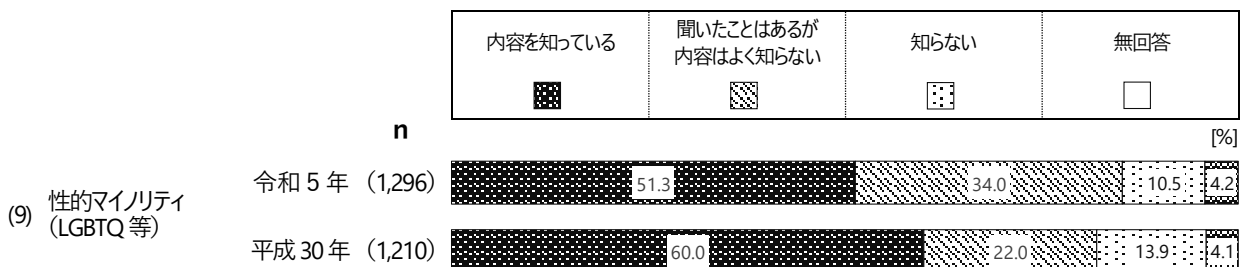 内容を知っている
聞いたことはあるが
内容はよく知らない
知らない
無回答
n
[%]
(9) 性的マイノリティ
（LGBTQ 等）
令和 5 年 （1,296） 51.3 34.0 10.5 4.2
平成 30 年 （1,210） 60.0 22.0 13.9 4.1